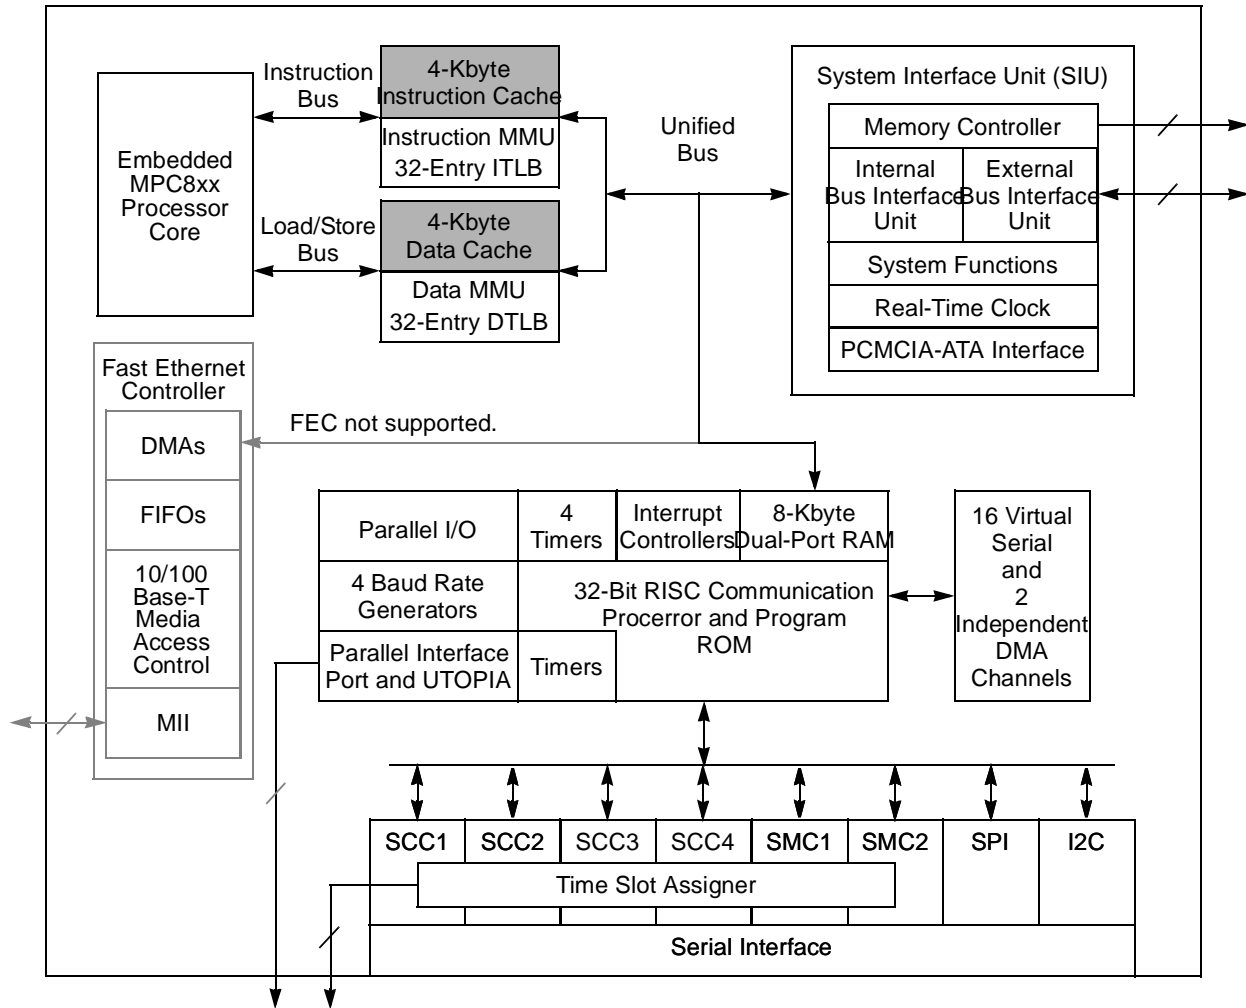 Instruction
Bus
4-Kbyte
Instruction Cache
Instruction MMU
32-Entry ITLB
Embedded
MPC8xx
Processor
Core
Load/Store
Bus
4-Kbyte
Data Cache
Data MMU
32-Entry DTLB
Unified
Bus
System Interface Unit (SIU)
Memory Controller
Internal
Bus Interface
Unit
External
Bus Interface
Unit
System Functions
Real-Time Clock
PCMCIA-ATA Interface
Fast Ethernet
Controller
DMAs
FIFOs
10/100
Base-T
Media
Access
Control
MII
FEC not supported.
Parallel I/O
4
Timers
Interrupt
Controllers
8-Kbyte
Dual-Port RAM
4 Baud Rate
Generators
32-Bit RISC Communication
Procerror and Program
ROM
Parallel Interface
Port and UTOPIA
Timers
16 Virtual
Serial
and
2
Independent
DMA
Channels
SCC1
SCC2
SCC3
SCC4
SMC1
SMC2
SPI
I2C
Time Slot Assigner
Serial Interface